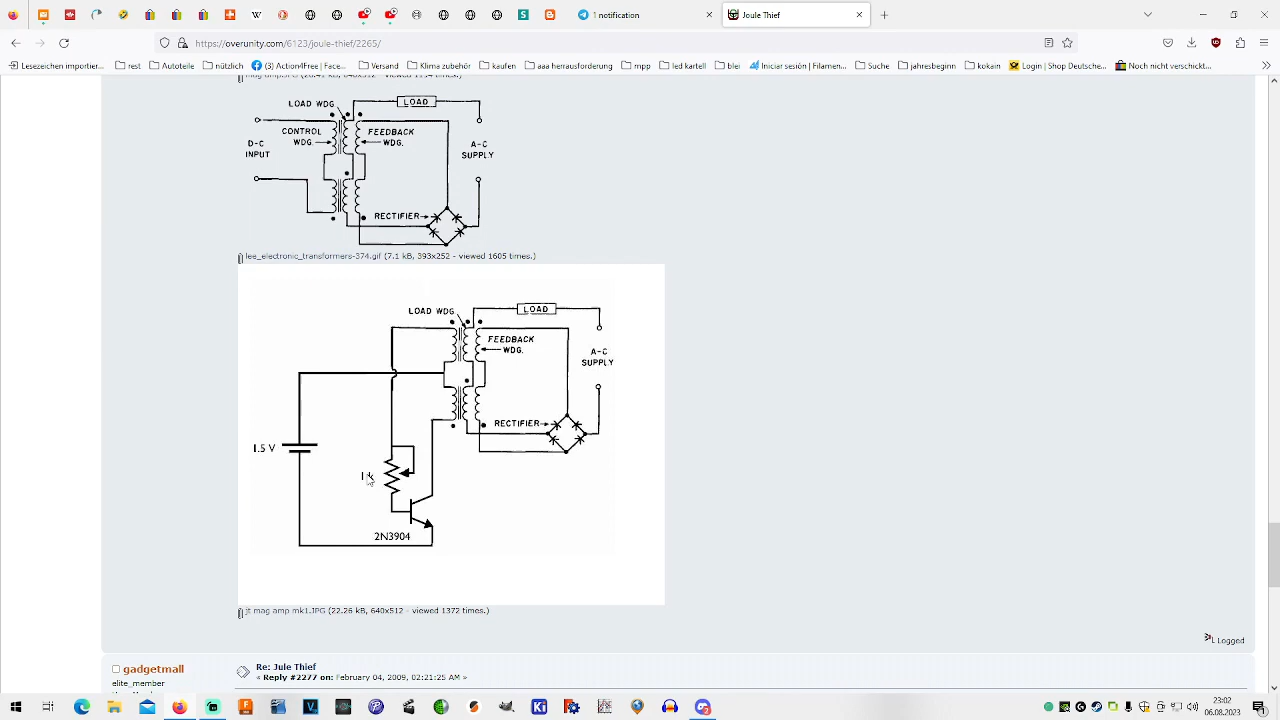 1 notification
Joule Thief
https://overunity.com/6123/joule-thief/2265/
Lesezeichen importier...
rest
Autoteile
nützlich
(3) Action4Free | Face...
Versand
Klima zubehör
kaufen
aaa herrausforderung
mpp
led kartell
blei
Iniciar sesión | Filamen...
Suche
jahresbeginn
kokain
Login | Shop Deutsche...
Noch nicht verschickt...
LOAD WDG.
LOAD
CONTROL
WDG.
FEEDBACK
WDG.
D-C
INPUT
A-C
SUPPLY
RECTIFIER
lee_electronic_transformers-374.gif (7.1 kB, 393x252 - viewed 1605 times.)
LOAD WDG.
LOAD
FEEDBACK
WDG.
A-C
SUPPLY
RECTIFIER
1.5 V
2N3904
jt mag amp mk1.JPG (22.26 kB, 640x512 - viewed 1372 times.)
Logged
gadgetmall
elite_member
Re: Jule Thief
« Reply #2277 on: February 04, 2009, 02:21:25 AM »
23:02
06.08.2023